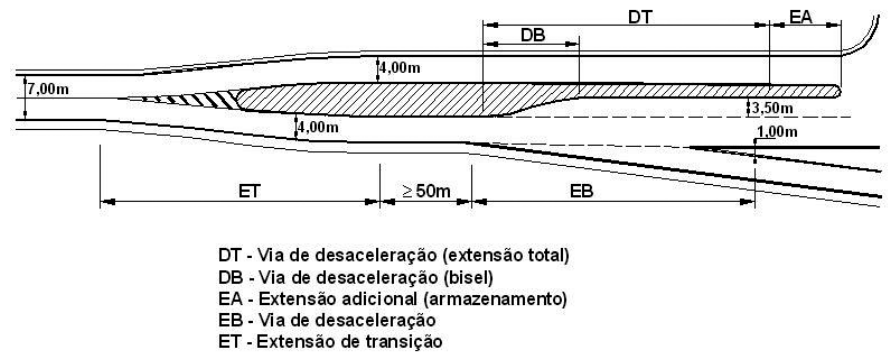 DT
EA
DB
4,00m
7,00m
3,50m
4,00m
1,00m
ET
≥50m
EB
DT - Via de desaceleração (extensão total)
DB - Via de desaceleração (bisel)
EA - Extensão adicional (armazenamento)
EB - Via de desaceleração
ET - Extensão de transição